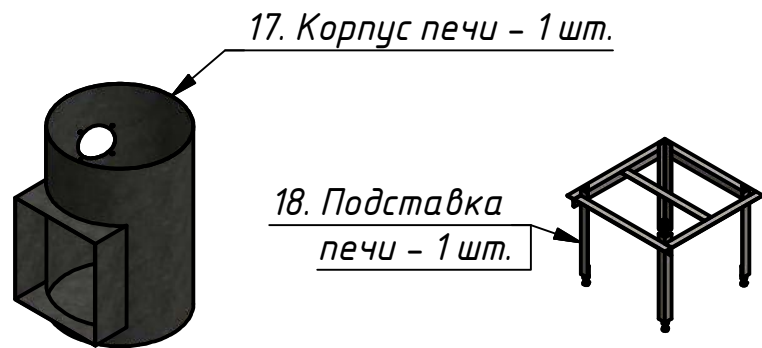 17. Корпус печи - 1 шт.
18. Подставка
печи - 1 шт.